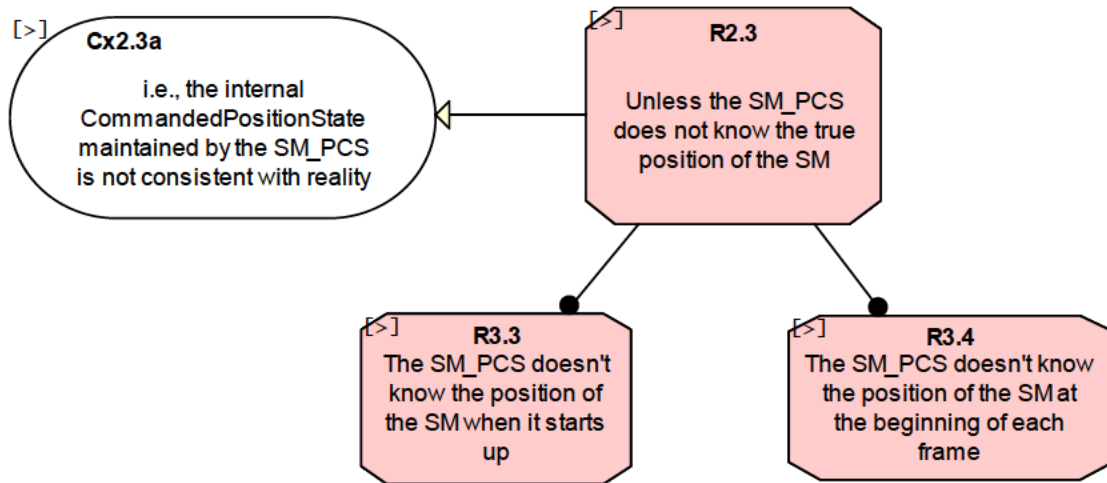 [>]
Cx2.3a
i.e., the internal
CommandedPositionState
maintained by the SM_PCS
is not consistent with reality
[>]
R2.3
Unless the SM_PCS
does not know the true
position of the SM
[>]
R3.3
The SM_PCS doesn't
know the position of
the SM when it starts
up
[>]
R3.4
The SM_PCS doesn't know
the position of the SM at
the beginning of each
frame